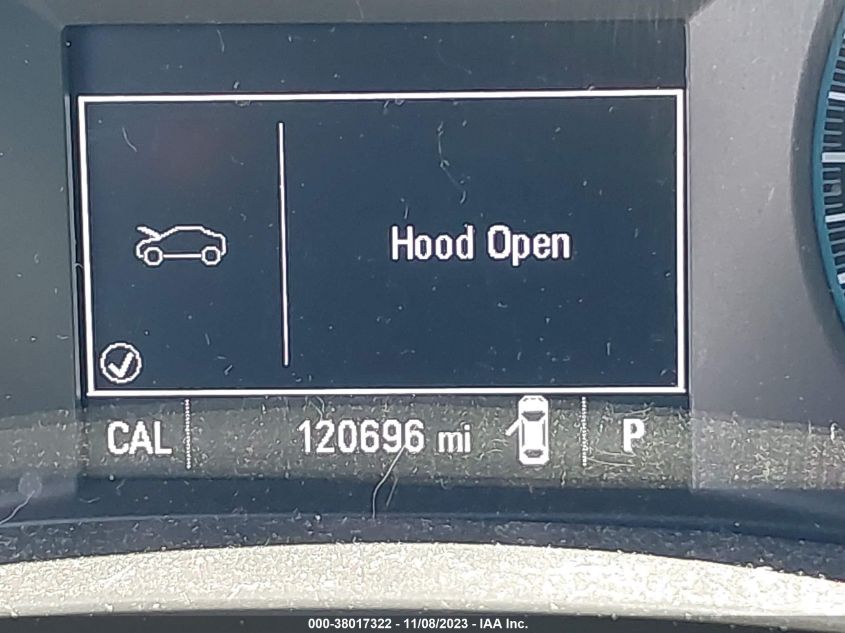 Hood Open
CAL 120696 mi P
000-38017322 - 11/08/2023 - IAA Inc.